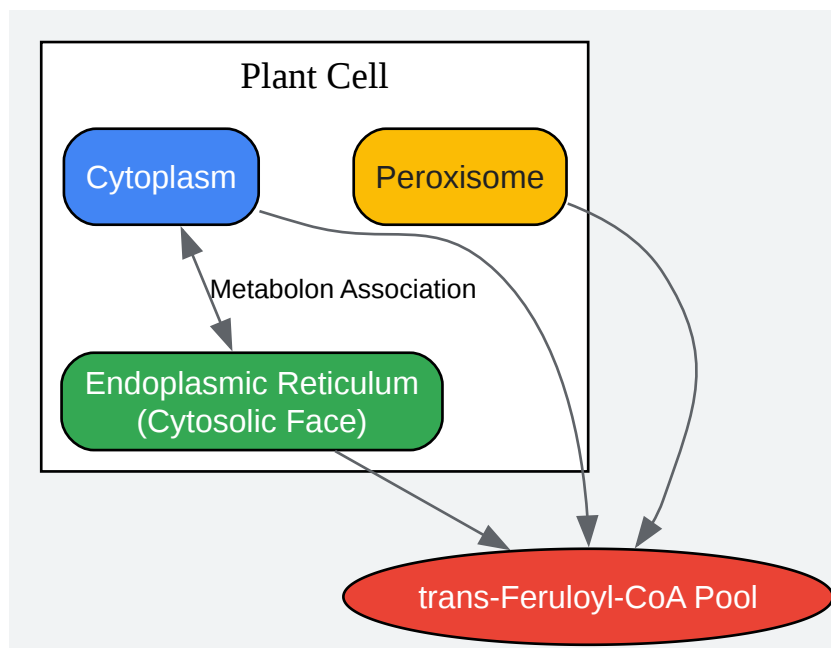 Plant Cell
Cytoplasm
Peroxisome
Metabolon Association
Endoplasmic Reticulum
(Cytosolic Face)
trans-Feruloyl-CoA Pool